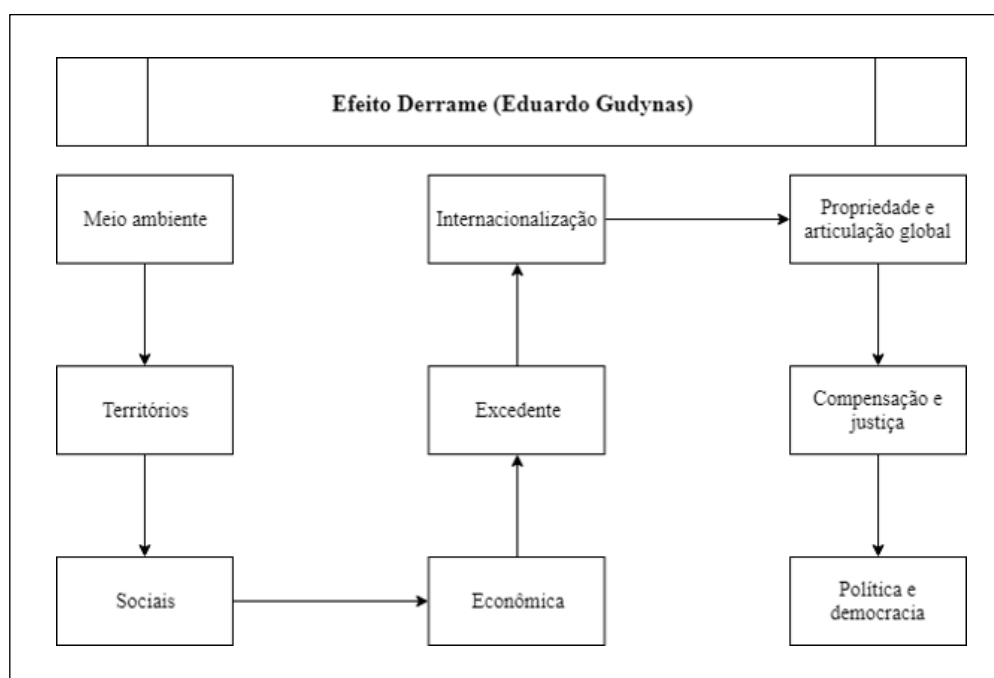 Efeito Derrame (Eduardo Gudynas)
Meio ambiente
Territórios
Sociais
Econômica
Excedente
Internacionalização
Propriedade e
articulação global
Compensação e
justiça
Política e
democracia